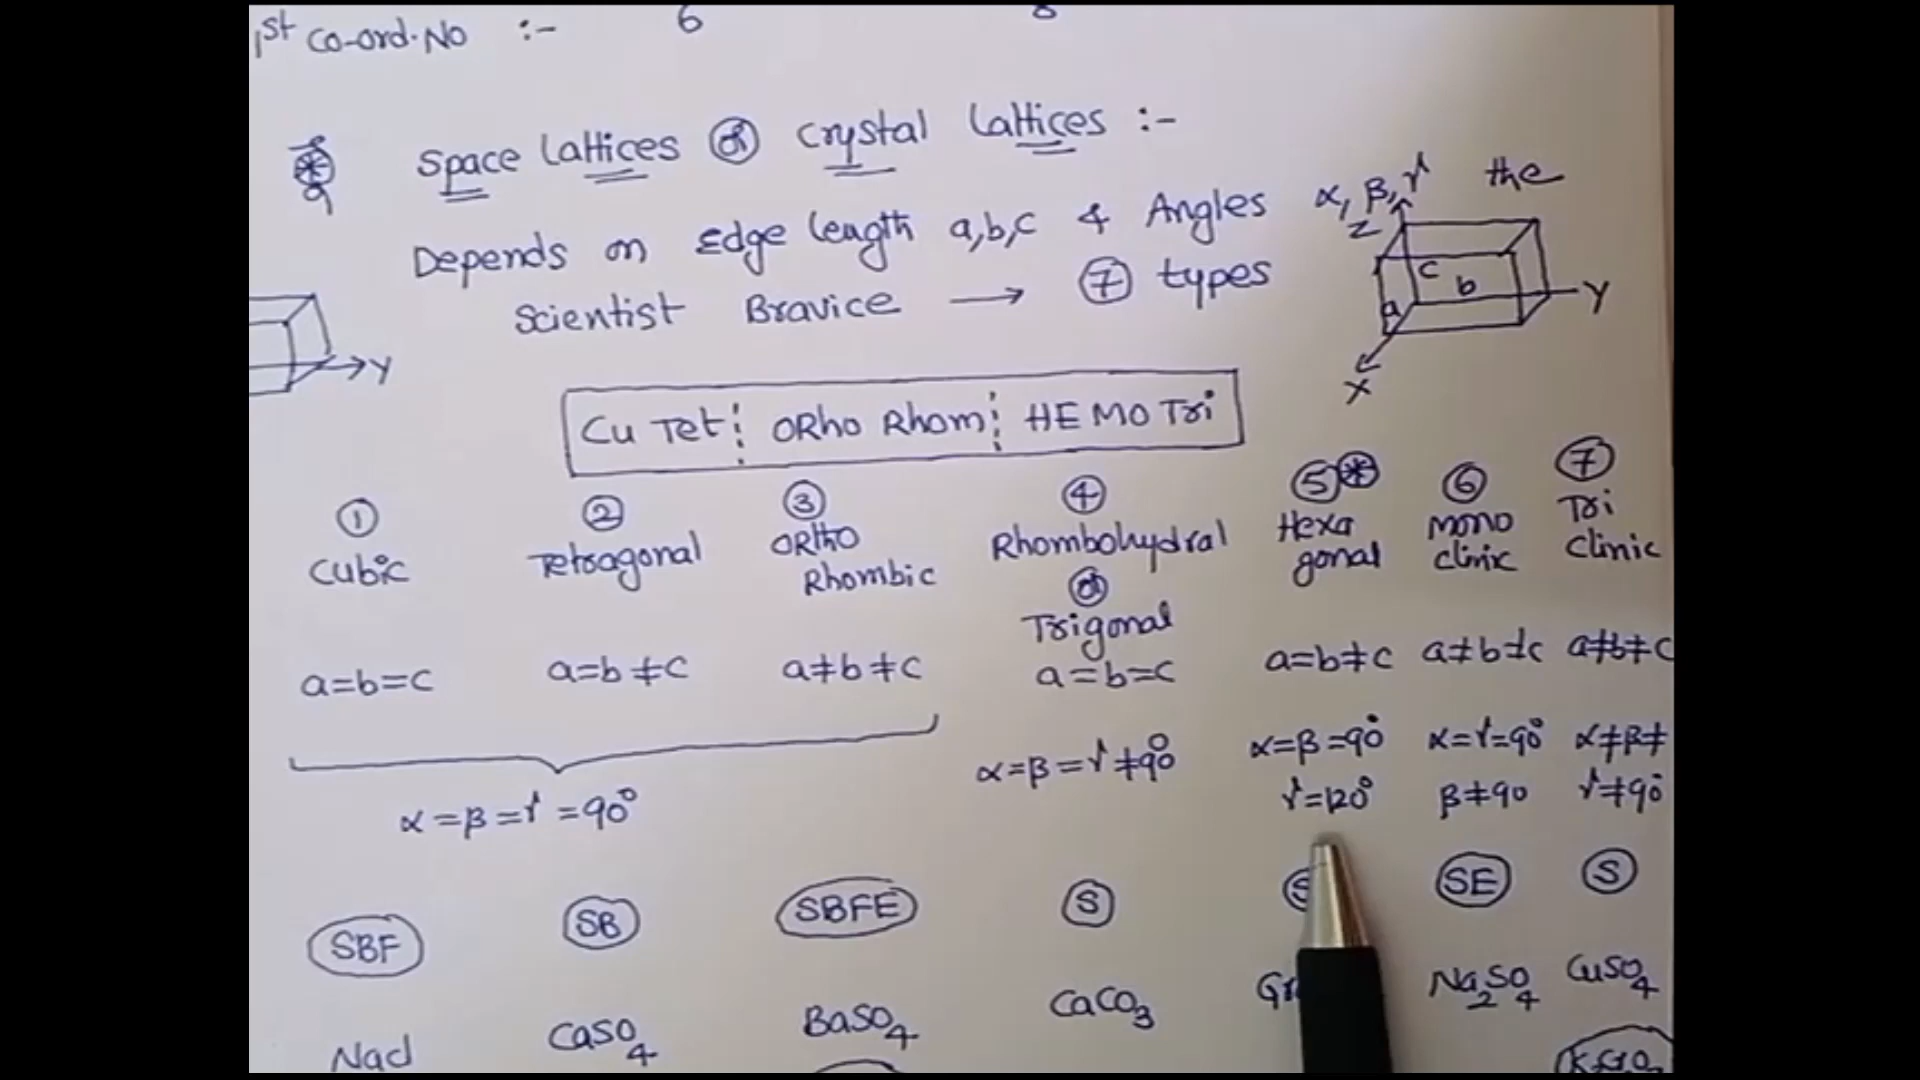 1st Co-ord.No :- 6 8
Space Lattices or Crystal Lattices :-
Depends on Edge length a,b,c & Angles α, β, γ the
Scientist Bravice → 7 types
Z
c
b
a
Y
X
Y
Cu Tet ORho Rhom HE MO Tri
1 2 3 4 5* 6 7
Cubic
Tetragonal
ORtho
Rhombic
Rhombohydral
or
Trigonal
Hexa
gonal
Mono
clinic
Tri
Clinic
a=b=c a=b≠c a≠b≠c a=b=c a=b≠c a≠b≠c a≠b≠c
α=β=γ=90°
α=β=γ≠90°
α=β=90°
γ=120°
α=γ=90°
β≠90
α≠β≠
γ≠90°
SBF SB SBFE S S SE S
NaCl CaSO4 BaSO4 CaCO3 Na2SO4 CuSO4